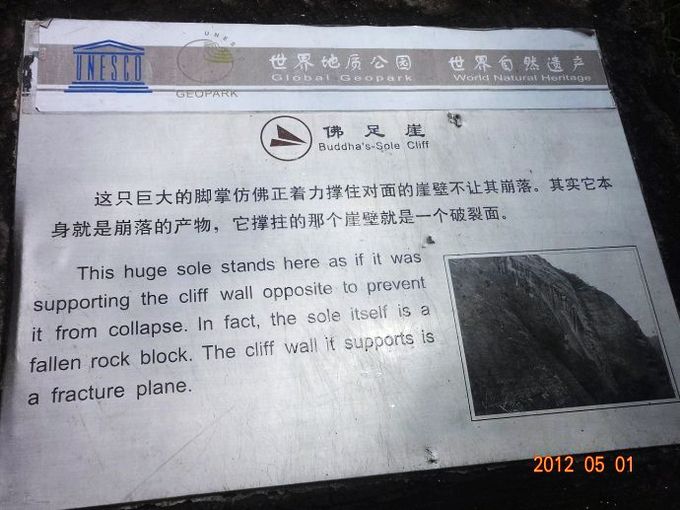 UNESCO
UNES
GEOPARK
世界地质公园 世界自然遗产
Global Geopark World Natural Heritage
佛足崖
Buddha's-Sole Cliff
这只巨大的脚掌仿佛正着力撑住对面的崖壁不让其崩落。其实它本
身就是崩落的产物，它撑拄的那个崖壁就是一个破裂面。
This huge sole stands here as if it was
supporting the cliff wall opposite to prevent
it from collapse. In fact, the sole itself is a
fallen rock block. The cliff wall it supports is
a fracture plane.
2012 05 01